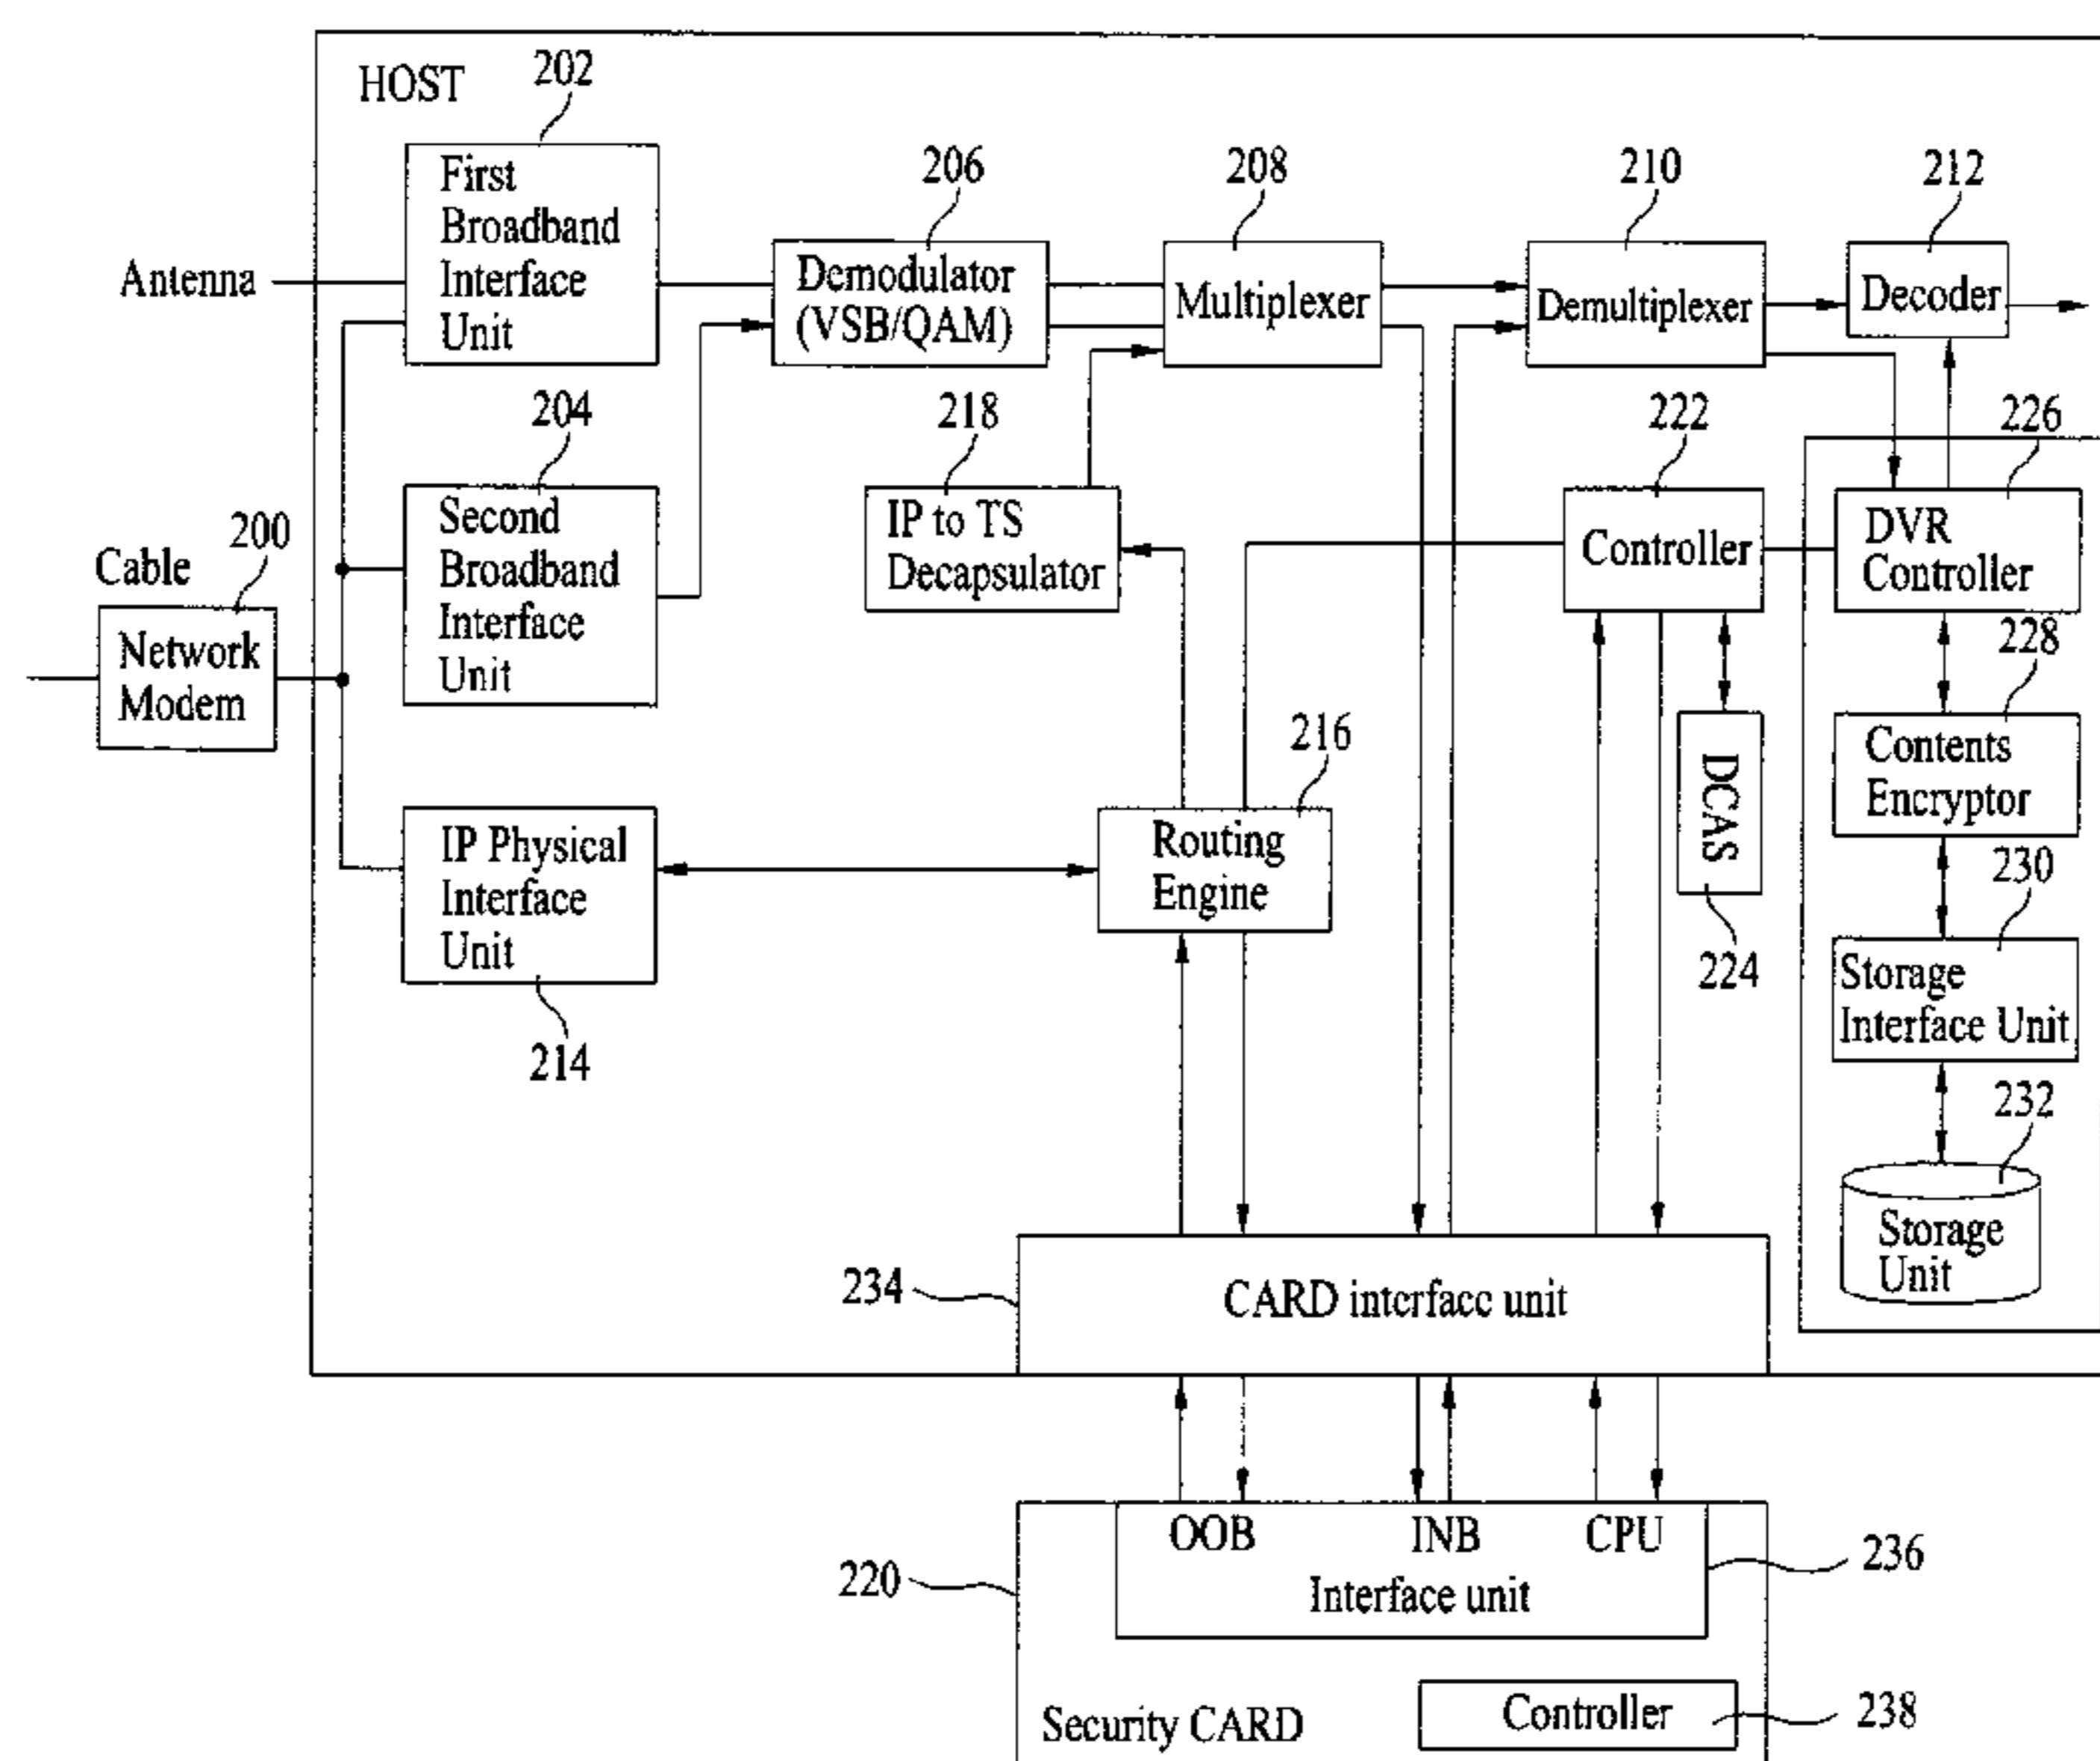 HOST
202
First
Broadband
Interface
Unit
206
208
210
212
Antenna
Demodulator
(VSB/QAM)
Multiplexer
Demultiplexer
Decoder
204
218
222
226
Second
Broadband
Interface
Unit
IP to TS
Decapsulator
Controller
DVR
Controller
Cable
200
Network
Modem
228
216
Contents
Encryptor
DCAS
224
IP Physical
Interface
Unit
214
Routing
Engine
230
Storage
Interface Unit
232
Storage
Unit
234
CARD interface unit
OOB INB CPU
Interface unit
220
236
Security CARD
Controller
238